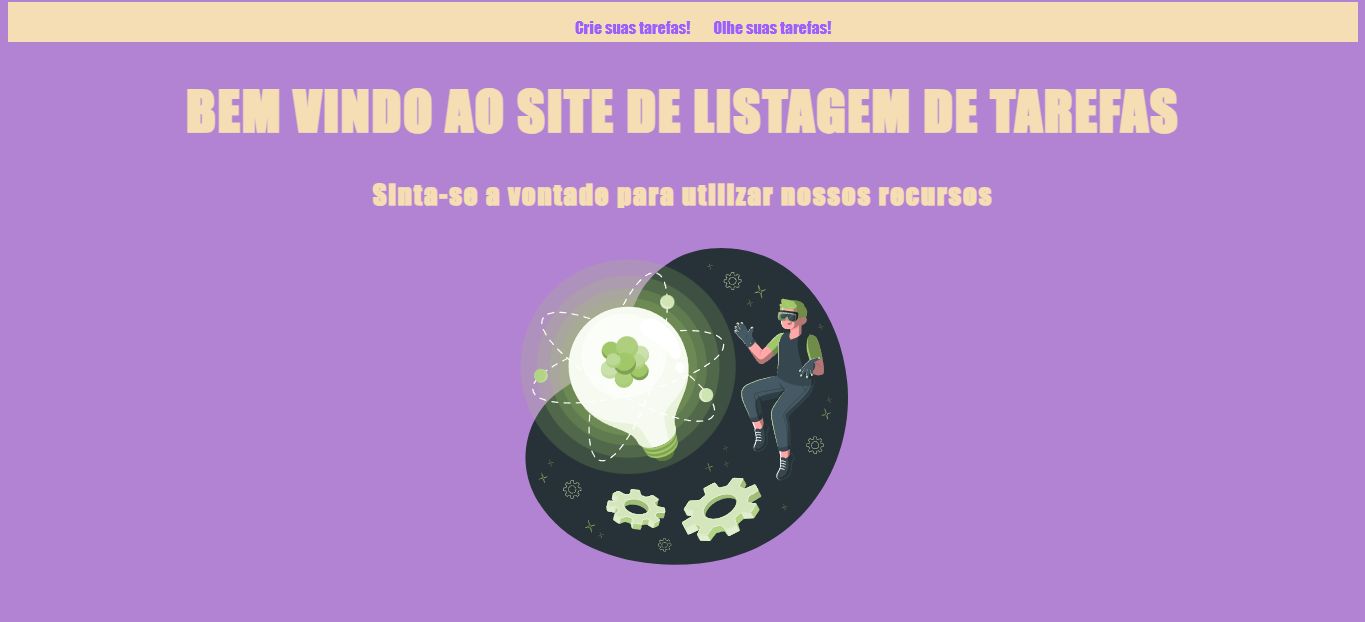 Crie suas tarefas! Olhe suas tarefas!
BEM VINDO AO SITE DE LISTAGEM DE TAREFAS
Sinta-se a vontade para utilizar nossos recursos